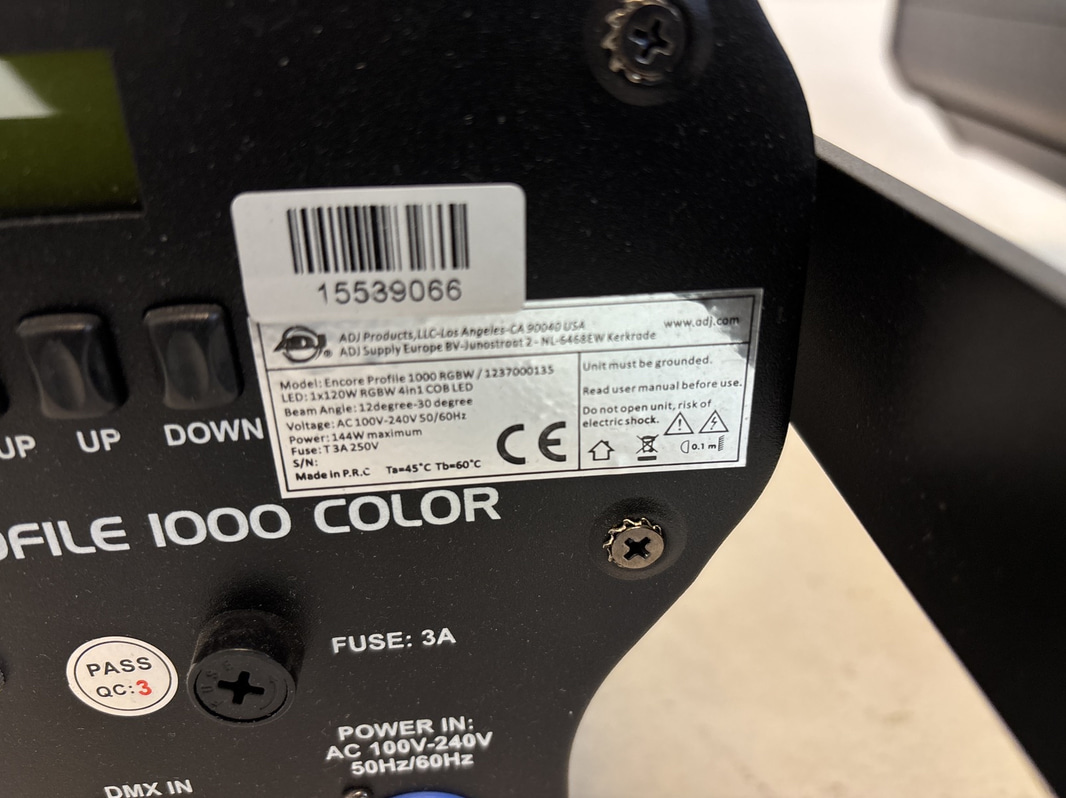 15539066
ADJ
ADJ Products,LLC-Los Angeles-CA 90040 USA
ADJ Supply Europe BV-Junostraat 2 - NL-6468EW Kerkrade
www.adj.com
Model: Encore Profile 1000 RGBW / 1237000135
LED: 1x120W RGBW 4in1 COB LED
Beam Angle: 12degree-30 degree
Voltage: AC 100V-240V 50/60Hz
Power: 144W maximum
Fuse: T 3A 250V
S/N:
Made in P.R.C Ta=45°C Tb=60°C
CE
Unit must be grounded.
Read user manual before use.
Do not open unit, risk of
electric shock.
0.1 m
UP
UP
DOWN
OFILE 1000 COLOR
FUSE: 3A
PASS
QC:3
POWER IN:
AC 100V-240V
50Hz/60Hz
DMX IN